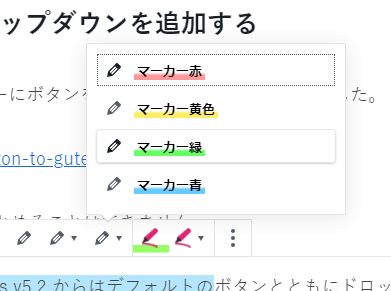 ップダウンを追加する
ーにボタンを
した。
マーカー赤
マーカー黄色
マーカー緑
マーカー青
ton-to-gute
s v5.2 からはデフォルトのボタンとともにドロッ